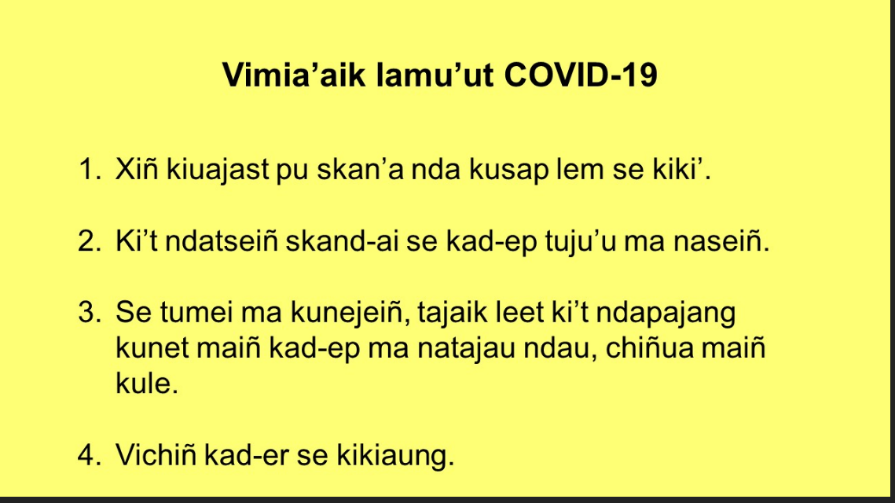 Vimia’aik lamu’ut COVID-19
1. Xiñ kiuajast pu skan’a nda kusap lem se kiki’.
2. Ki’t ndatseiñ skand-ai se kad-ep tuju’u ma naseiñ.
3. Se tumei ma kunejeiñ, tajaik leet ki’t ndapajang
kunet maiñ kad-ep ma natajau ndau, chiñua maiñ
kule.
4. Vichiñ kad-er se kikiaung.